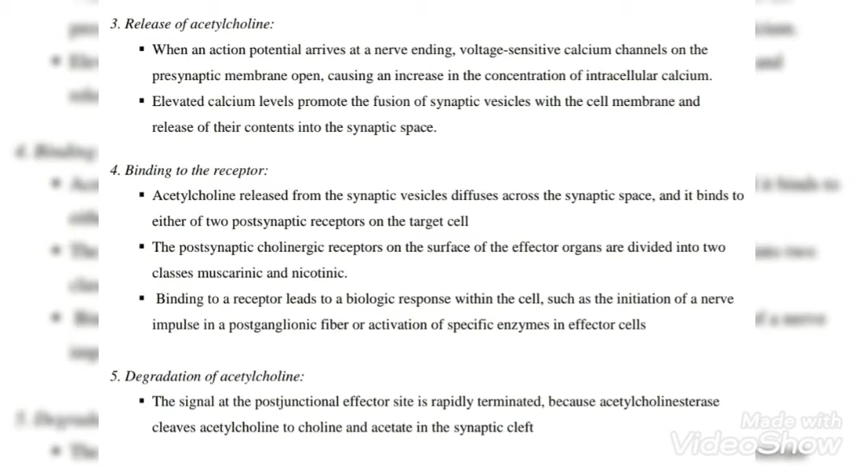 3. Release of acetylcholine:
▪ When an action potential arrives at a nerve ending, voltage-sensitive calcium channels on the
presynaptic membrane open, causing an increase in the concentration of intracellular calcium.
▪ Elevated calcium levels promote the fusion of synaptic vesicles with the cell membrane and
release of their contents into the synaptic space.
4. Binding to the receptor:
▪ Acetylcholine released from the synaptic vesicles diffuses across the synaptic space, and it binds to
either of two postsynaptic receptors on the target cell
▪ The postsynaptic cholinergic receptors on the surface of the effector organs are divided into two
classes muscarinic and nicotinic.
▪ Binding to a receptor leads to a biologic response within the cell, such as the initiation of a nerve
impulse in a postganglionic fiber or activation of specific enzymes in effector cells
5. Degradation of acetylcholine:
▪ The signal at the postjunctional effector site is rapidly terminated, because acetylcholinesterase
cleaves acetylcholine to choline and acetate in the synaptic cleft
Made with
VideoShow